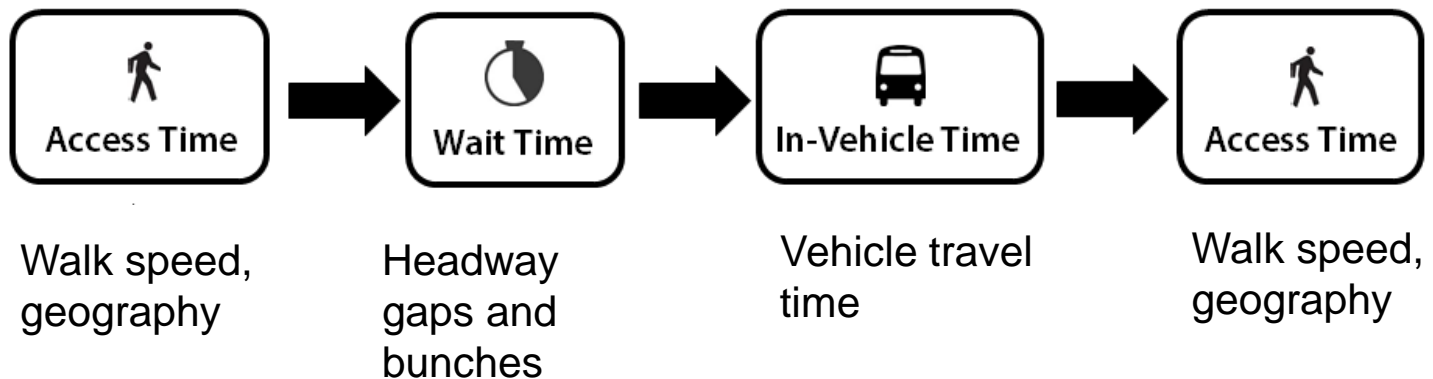 Access Time
Wait Time
In-Vehicle Time
Access Time
Walk speed,
geography
Headway
gaps and
bunches
Vehicle travel
time
Walk speed,
geography